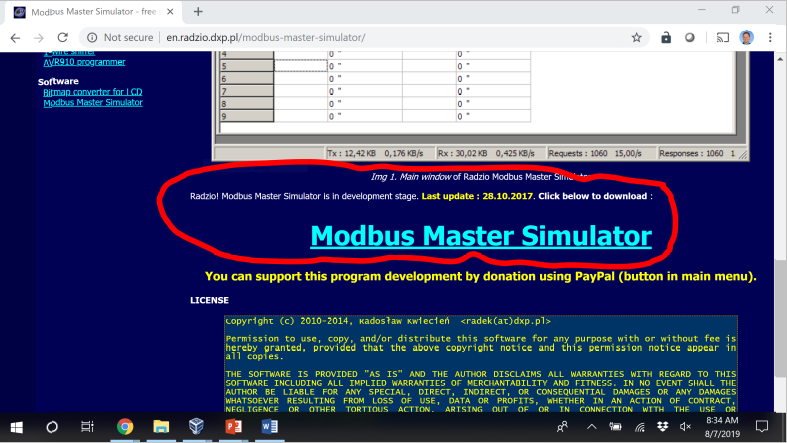 Modbus Master Simulator - free
Not secure | en.radzio.dxp.pl/modbus-master-simulator/
AVR910 programmer
Software
Bitmap converter for LCD
Modbus Master Simulator
4 0 " 0 "
5 0 " 0 "
6 0 " 0 "
7 0 " 0 "
8 0 " 0 "
9 0 " 0 "
Tx : 12,42 KB 0,176 KB/s Rx : 30,02 KB 0,425 KB/s Requests : 1060 15,00/s Responses : 1060 1
Img 1. Main window of Radzio Modbus Master
Radzio! Modbus Master Simulator is in development stage. Last update : 28.10.2017. Click below to download :
Modbus Master Simulator
You can support this program development by donation using PayPal (button in main menu).
LICENSE
Copyright (c) 2010-2014, Radosław Kwiecień <radek(at)dxp.pl>
Permission to use, copy, and/or distribute this software for any purpose with or without fee is
hereby granted, provided that the above copyright notice and this permission notice appear in
all copies.
THE SOFTWARE IS PROVIDED "AS IS" AND THE AUTHOR DISCLAIMS ALL WARRANTIES WITH REGARD TO THIS
SOFTWARE INCLUDING ALL IMPLIED WARRANTIES OF MERCHANTABILITY AND FITNESS. IN NO EVENT SHALL THE
AUTHOR BE LIABLE FOR ANY SPECIAL, DIRECT, INDIRECT, OR CONSEQUENTIAL DAMAGES OR ANY DAMAGES
WHATSOEVER RESULTING FROM LOSS OF USE, DATA OR PROFITS, WHETHER IN AN ACTION OF CONTRACT,
NEGLIGENCE OR OTHER TORTIOUS ACTION, ARISING OUT OF OR IN CONNECTION WITH THE USE OR
8:34 AM
8/7/2019